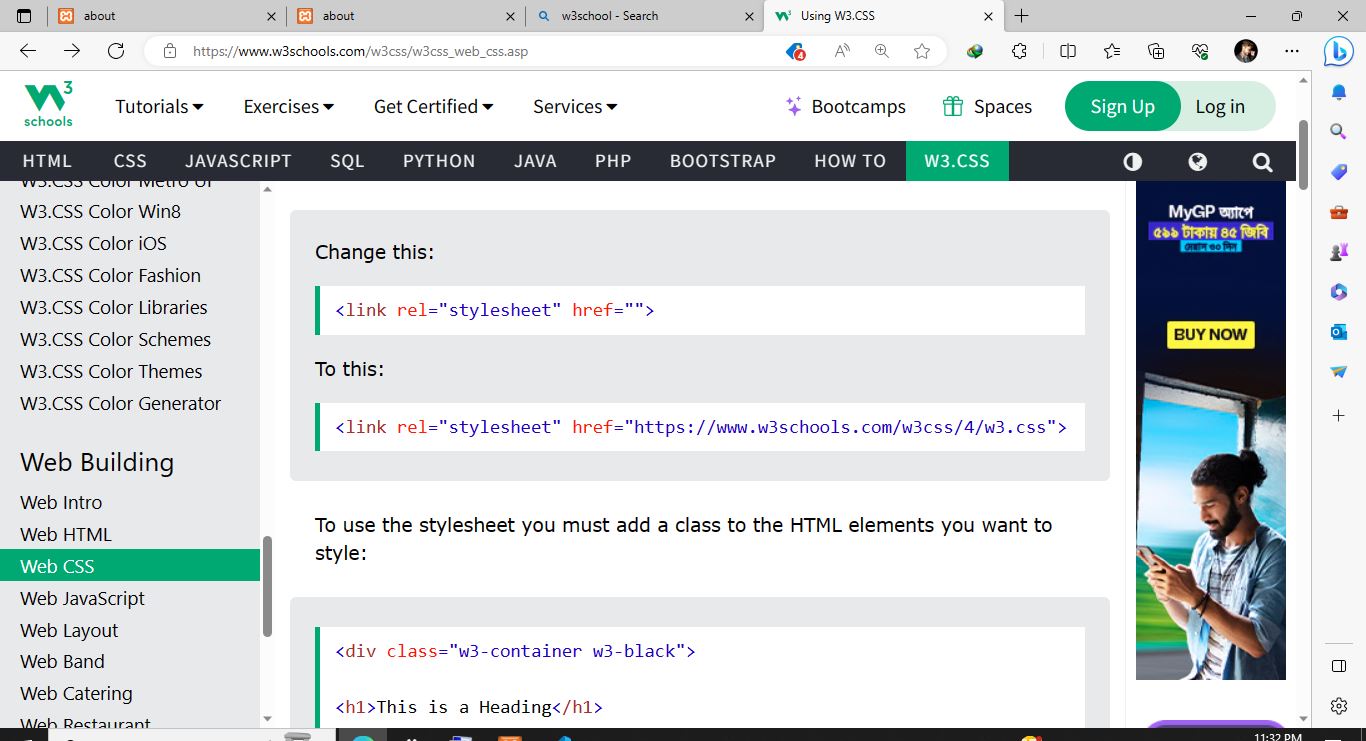 about
about
w3school - Search
Using W3.CSS
https://www.w3schools.com/w3css/w3css_web_css.asp
4
3
schools
Tutorials
Exercises
Get Certified
Services
Bootcamps
Spaces
Sign Up
Log in
HTML
CSS
JAVASCRIPT
SQL
PYTHON
JAVA
PHP
BOOTSTRAP
HOW TO
W3.CSS
W3.CSS Color Metro UI
W3.CSS Color Win8
W3.CSS Color iOS
W3.CSS Color Fashion
W3.CSS Color Libraries
W3.CSS Color Schemes
W3.CSS Color Themes
W3.CSS Color Generator
Web Building
Web Intro
Web HTML
Web CSS
Web JavaScript
Web Layout
Web Band
Web Catering
Web Restaurant
Change this:
<link rel="stylesheet" href="">
To this:
<link rel="stylesheet" href="https://www.w3schools.com/w3css/4/w3.css">
To use the stylesheet you must add a class to the HTML elements you want to
style:
<div class="w3-container w3-black">
<h1>This is a Heading</h1>
MyGP অ্যাপে
৫৯৯ টাকায় ৪৫ জিবি
মেয়াদ ৩০ দিন
BUY NOW
11:32 PM